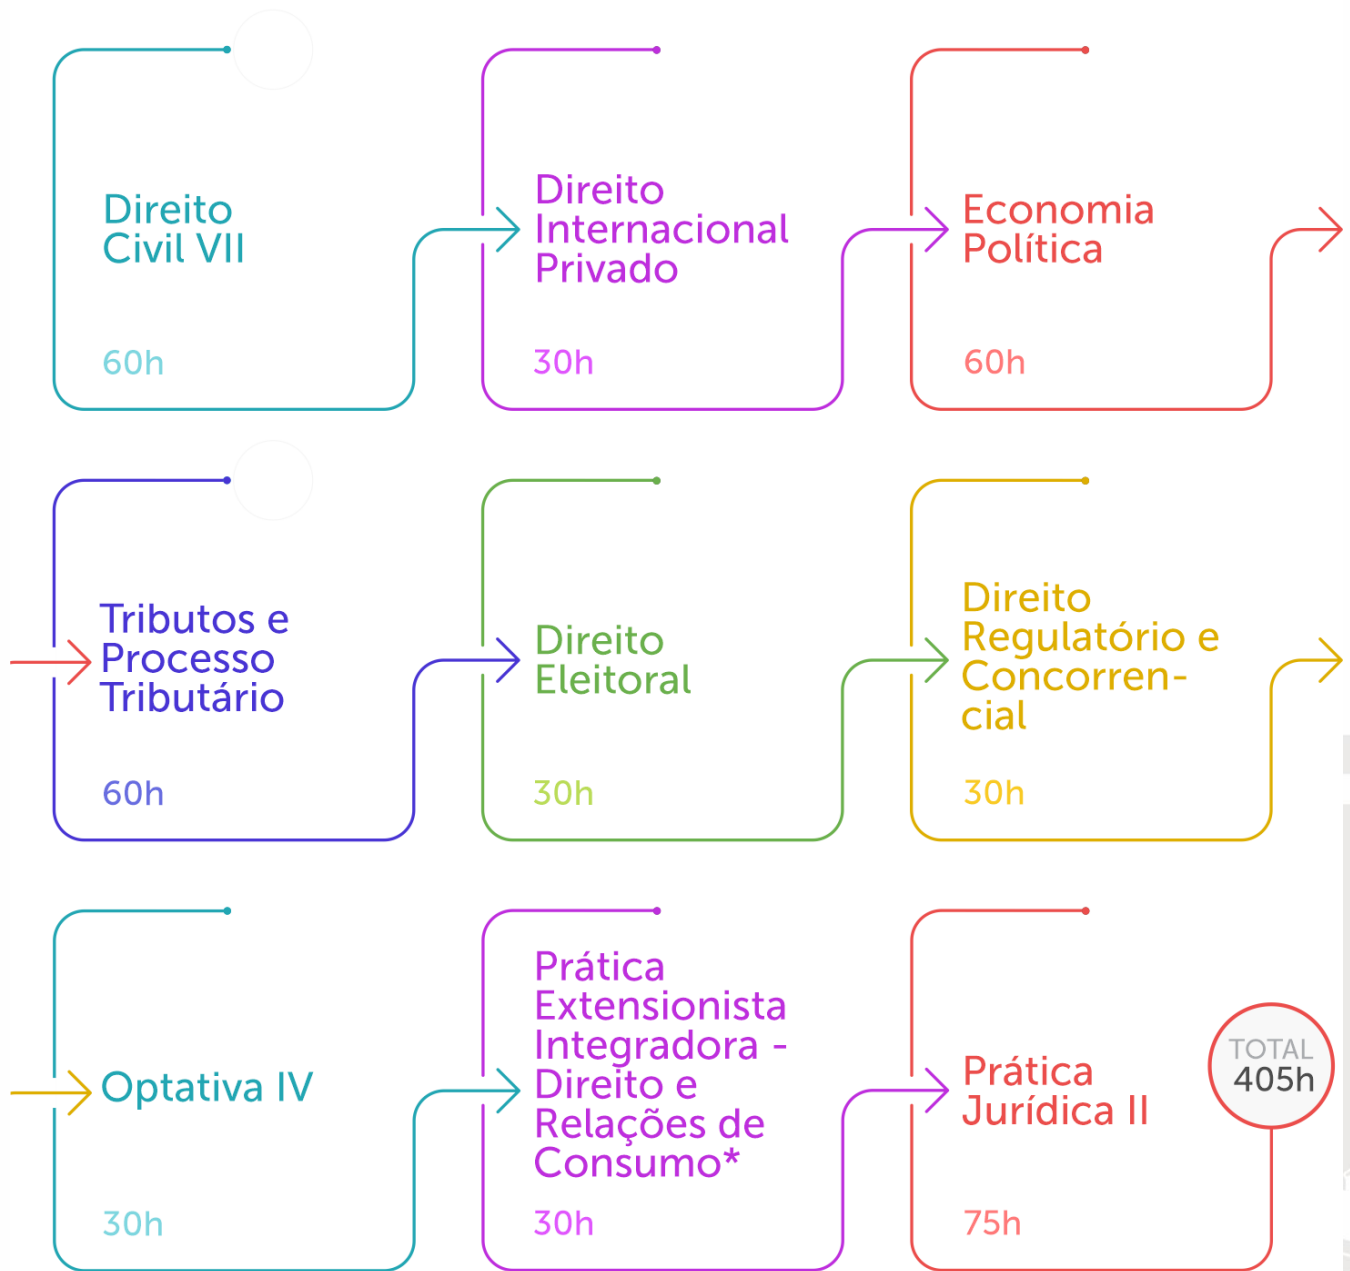 Direito
Civil VII
60h
Direito
Internacional
Privado
30h
Economia
Política
60h
Tributos e
Processo
Tributário
60h
Direito
Eleitoral
30h
Direito
Regulatório e
Concorren-
cial
30h
Optativa IV
30h
Prática
Extensionista
Integradora -
Direito e
Relações de
Consumo*
30h
Prática
Jurídica II
75h
TOTAL
405h